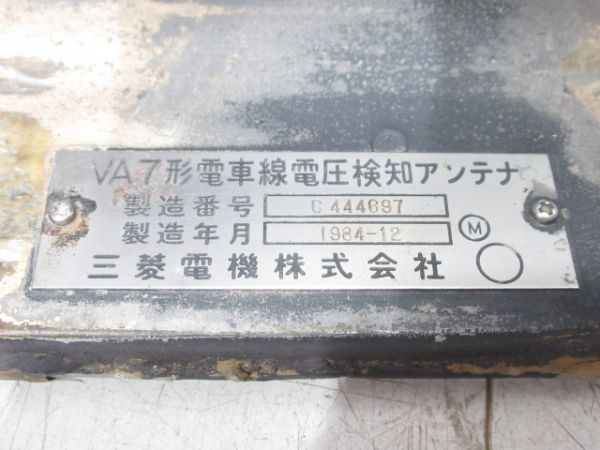 VA7形電車線電圧検知アンテナ
製造番号 C444697
製造年月 1984-12 Ⓜ
三菱電機株式会社